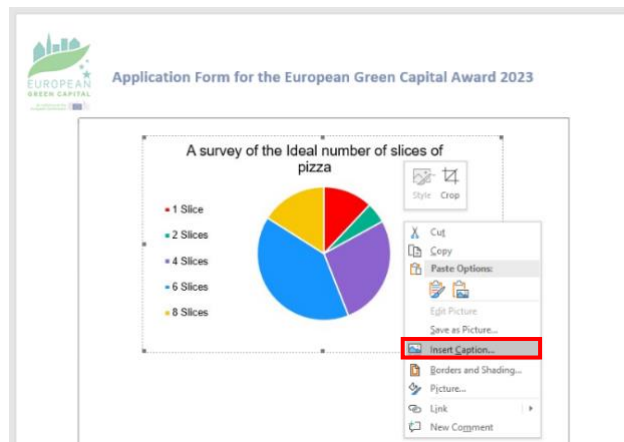 EUROPEAN
GREEN CAPITAL
Application Form for the European Green Capital Award 2023
A survey of the Ideal number of slices of
pizza
1 Slice
2 Slices
4 Slices
6 Slices
8 Slices
Style Crop
Cut
Copy
Paste Options:
Edit Picture
Save as Picture...
Insert Caption...
Borders and Shading...
Picture...
Link
New Comment